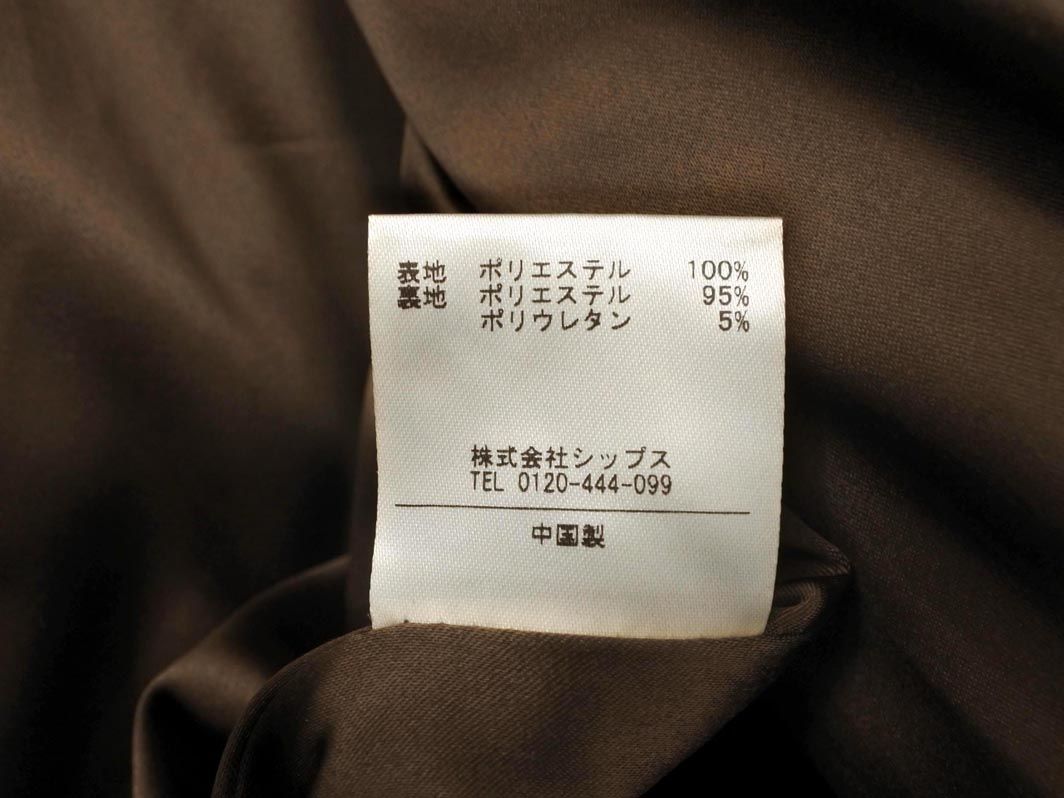 表地 ポリエステル 100%
裏地 ポリエステル 95%
ポリウレタン 5%
株式会社シップス
TEL 0120-444-099
中国製